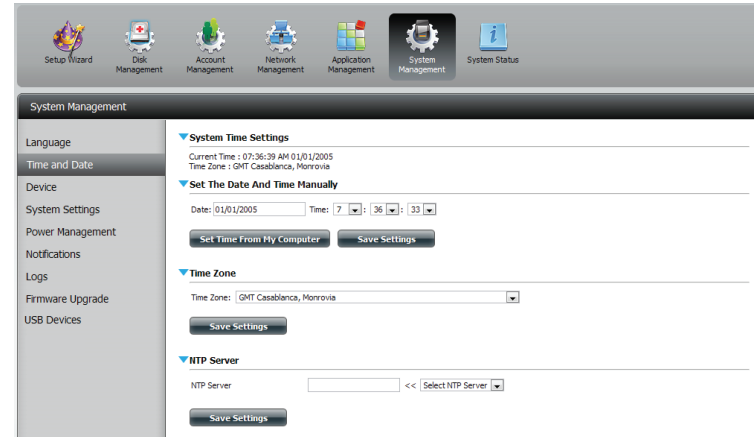 Setup Wizard
Disk Management
Account Management
Network Management
Application Management
System Management
System Status
System Management
Language
Time and Date
Device
System Settings
Power Management
Notifications
Logs
Firmware Upgrade
USB Devices
System Time Settings
Current Time : 07:36:39 AM 01/01/2005
Time Zone : GMT Casablanca, Monrovia
Set The Date And Time Manually
Date: 01/01/2005 Time: 7 : 36 : 33
Set Time From My Computer Save Settings
Time Zone
Time Zone: GMT Casablanca, Monrovia
Save Settings
NTP Server
NTP Server << Select NTP Server
Save Settings